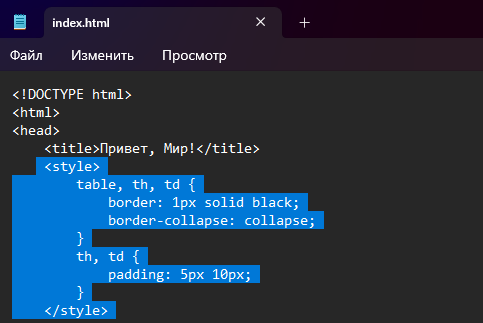 index.html
Файл Изменить Просмотр
<!DOCTYPE html>
<html>
<head>
    <title>Привет, Мир!</title>
    <style>
        table, th, td {
            border: 1px solid black;
            border-collapse: collapse;
        }
        th, td {
            padding: 5px 10px;
        }
    </style>